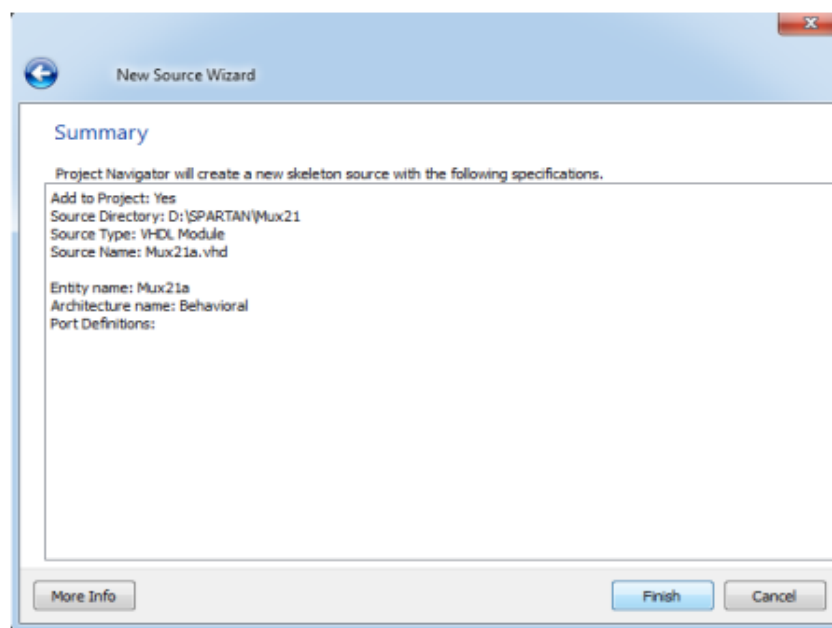 New Source Wizard
Summary
Project Navigator will create a new skeleton source with the following specifications.
Add to Project: Yes
Source Directory: D:\SPARTAN\Mux21
Source Type: VHDL Module
Source Name: Mux21a.vhd
Entity name: Mux21a
Architecture name: Behavioral
Port Definitions:
More Info
Finish
Cancel